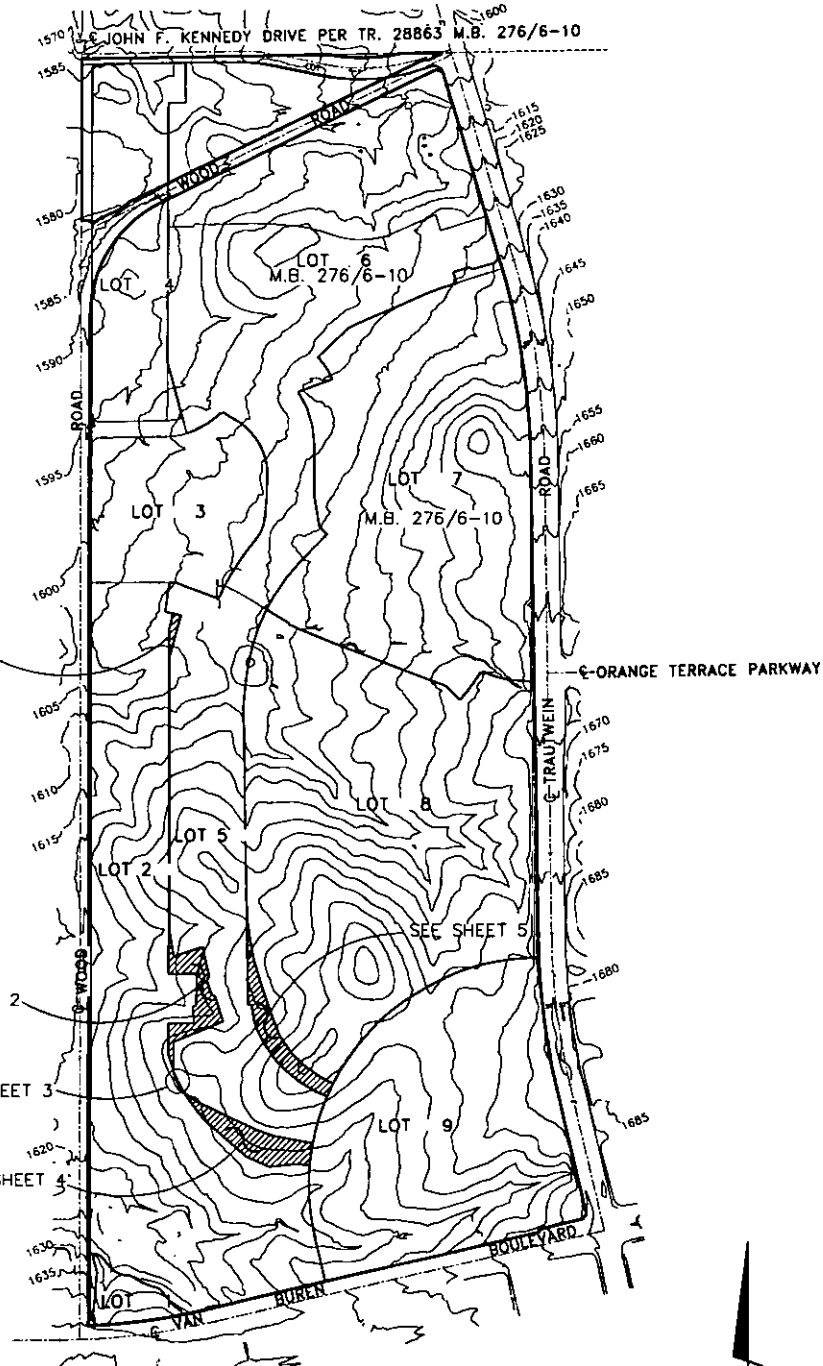 1600
1570 ℄ JOHN F. KENNEDY DRIVE PER TR. 28863 M.B. 276/6-10
1585
ROAD
1615
1620
1625
WOOD
1580
1630
1635
1640
LOT 6
M.B. 276/6-10
LOT 4
1645
1585
1650
1590
ROAD
1655
1660
1595
LOT 7
ROAD
1665
LOT 3
M.B. 276/6-10
1600
℄ ORANGE TERRACE PARKWAY
1605
1670
1675
℄ TRAUTWEIN
1610
LOT 8
1680
1615
LOT 5
LOT 2
1685
SEE SHEET 5
℄ WOOD
1680
2
EET 3
1685
LOT 9
1620
SHEET 4
1630
BOULEVARD
1635
LOT
BUREN
℄ VAN